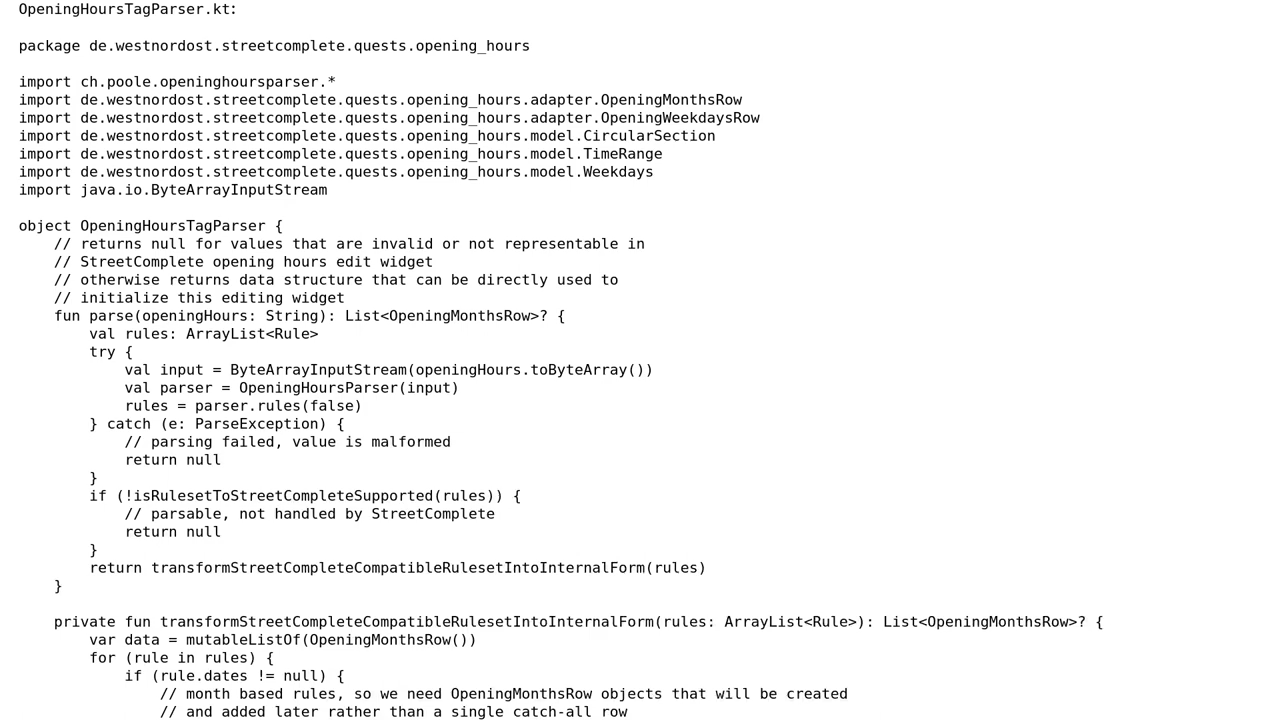 OpeningHoursTagParser.kt:

package de.westnordost.streetcomplete.quests.opening_hours

import ch.poole.openinghoursparser.*
import de.westnordost.streetcomplete.quests.opening_hours.adapter.OpeningMonthsRow
import de.westnordost.streetcomplete.quests.opening_hours.adapter.OpeningWeekdaysRow
import de.westnordost.streetcomplete.quests.opening_hours.model.CircularSection
import de.westnordost.streetcomplete.quests.opening_hours.model.TimeRange
import de.westnordost.streetcomplete.quests.opening_hours.model.Weekdays
import java.io.ByteArrayInputStream

object OpeningHoursTagParser {
    // returns null for values that are invalid or not representable in
    // StreetComplete opening hours edit widget
    // otherwise returns data structure that can be directly used to
    // initialize this editing widget
    fun parse(openingHours: String): List<OpeningMonthsRow>? {
        val rules: ArrayList<Rule>
        try {
            val input = ByteArrayInputStream(openingHours.toByteArray())
            val parser = OpeningHoursParser(input)
            rules = parser.rules(false)
        } catch (e: ParseException) {
            // parsing failed, value is malformed
            return null
        }
        if (!isRulesetToStreetCompleteSupported(rules)) {
            // parsable, not handled by StreetComplete
            return null
        }
        return transformStreetCompleteCompatibleRulesetIntoInternalForm(rules)
    }

    private fun transformStreetCompleteCompatibleRulesetIntoInternalForm(rules: ArrayList<Rule>): List<OpeningMonthsRow>? {
        var data = mutableListOf(OpeningMonthsRow())
        for (rule in rules) {
            if (rule.dates != null) {
                // month based rules, so we need OpeningMonthsRow objects that will be created
                // and added later rather than a single catch-all row